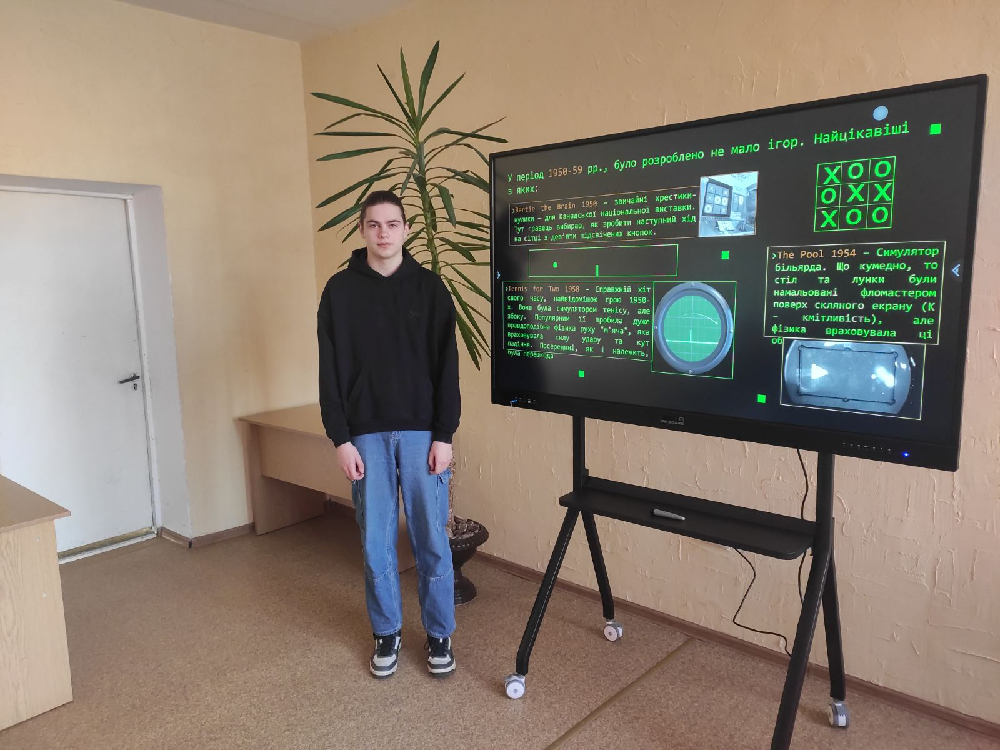 У період 1950-59 рр., було розроблено не мало ігор. Найцікавіші
з яких:
>Bertie the Brain 1950 – звичайні хрестики-
нулики – для Канадської національної виставки.
Тут гравець вибирав, як зробити наступний хід
на сітці з дев'яти підсвічених кнопок.
X O O
O X X
X O O
>Tennis for Two 1958 – Справжній хіт
свого часу, найвідомішою грою 1950-
х. Вона була симулятором тенісу, але
збоку. Популярним її зробила дуже
правдоподібна фізика руху "м'яча", яка
враховувала силу удару та кут
падіння. Посередині, як і належить,
була перешкода
>The Pool 1954 – Симулятор
більярда. Що кумедно, то
стіл та лунки були
намальовані фломастером
поверх скляного екрану (К
– кмітливість), але
фізика враховувала ці
об
INTBOARD